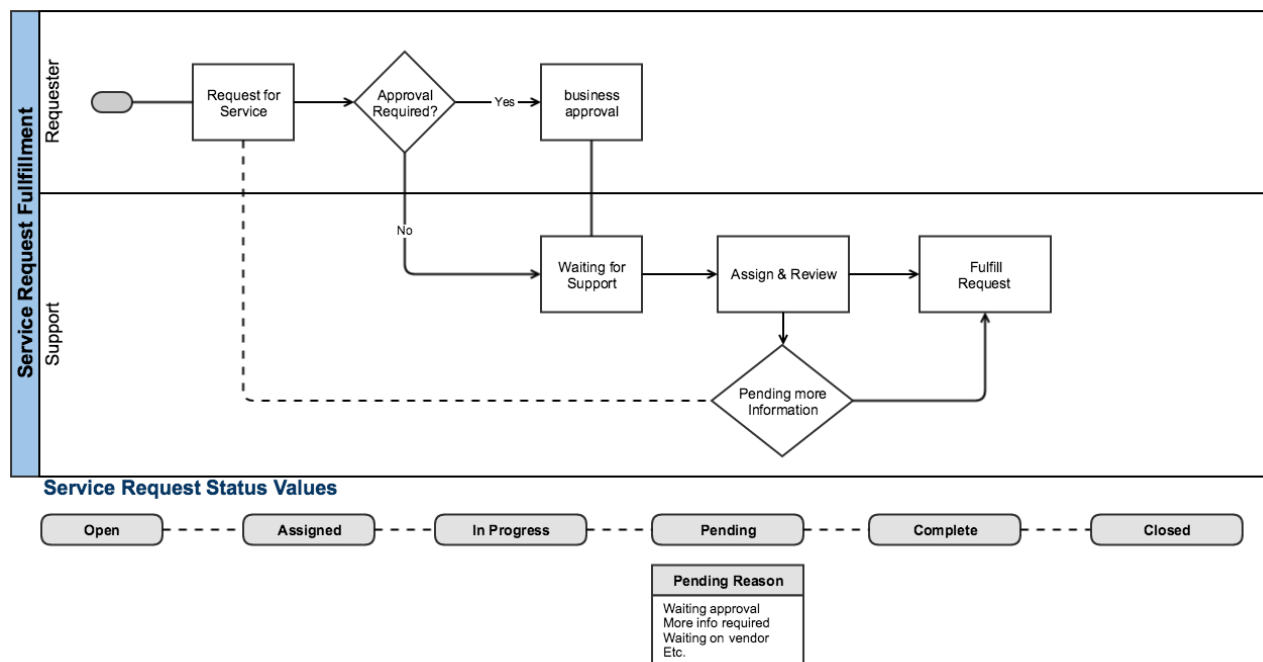 Service Request Fullfillment
Requester
Request for
Service
Approval
Required?
Yes
business
approval
No
Support
Waiting for
Support
Assign & Review
Fulfill
Request
Pending more
Information
Service Request Status Values
Open
Assigned
In Progress
Pending
Complete
Closed
Pending Reason
Waiting approval
More info required
Waiting on vendor
Etc.